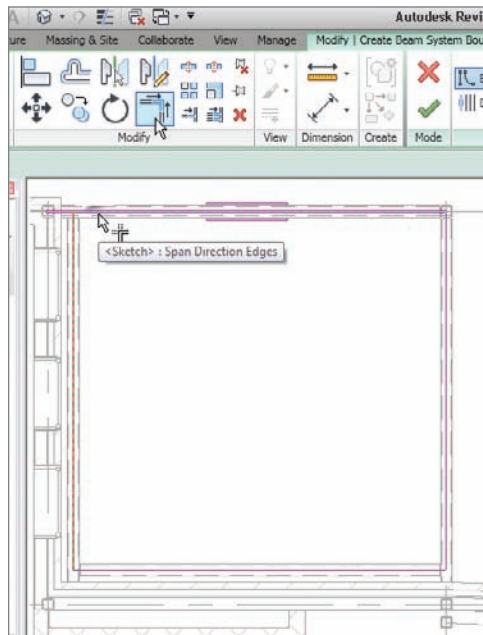 Autodesk Revi
ure Massing & Site Collaborate View Manage Modify | Create Beam System Bou
Modify View Dimension Create Mode
<Sketch> : Span Direction Edges